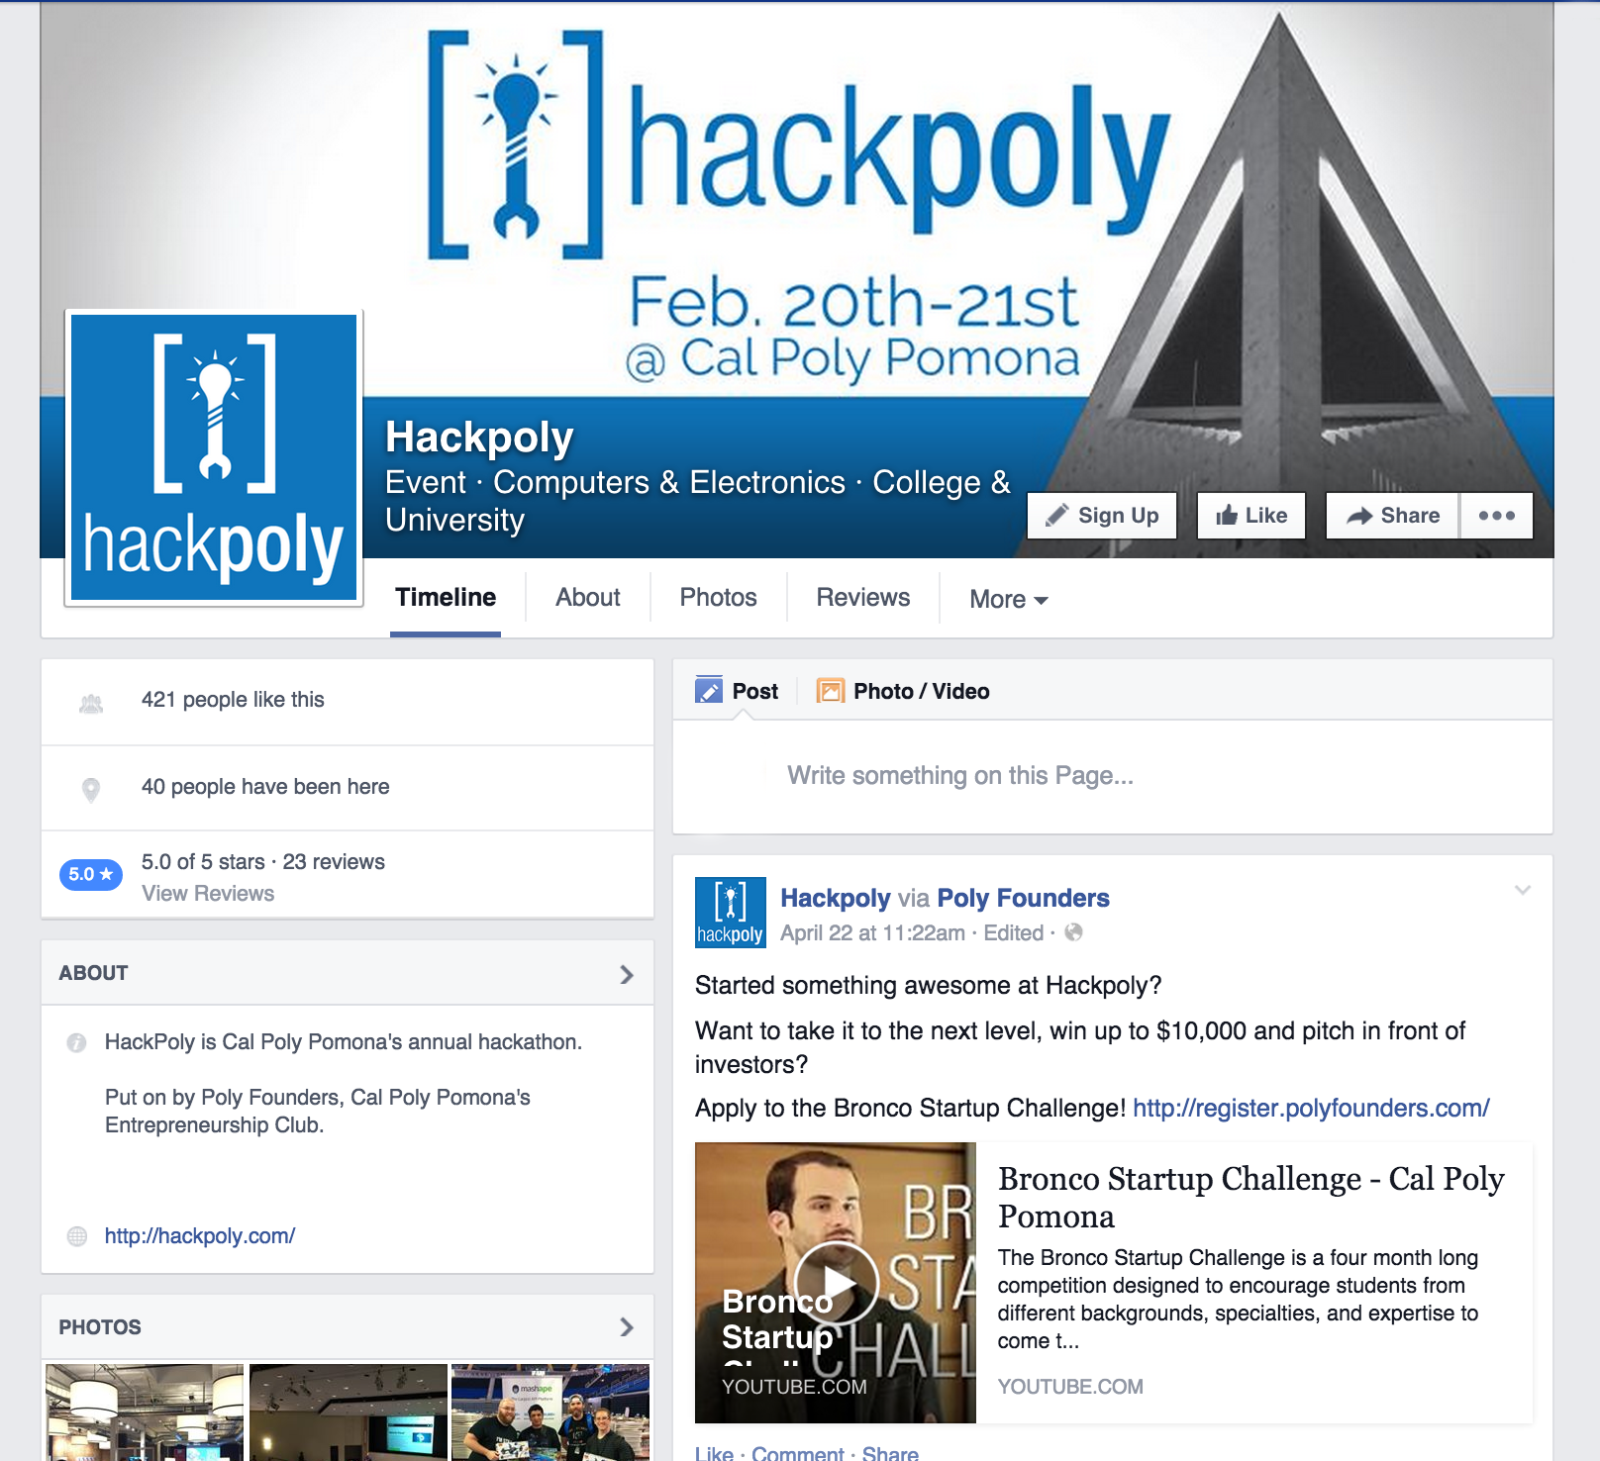 hackpoly
Feb. 20th-21st
@ Cal Poly Pomona
hackpoly
Hackpoly
Event · Computers & Electronics · College &
University
Sign Up
Like
Share
Timeline
About
Photos
Reviews
More
421 people like this
40 people have been here
5.0 ★
5.0 of 5 stars · 23 reviews
View Reviews
ABOUT
HackPoly is Cal Poly Pomona's annual hackathon.
Put on by Poly Founders, Cal Poly Pomona's
Entrepreneurship Club.
http://hackpoly.com/
PHOTOS
mashape
Post
Photo / Video
Write something on this Page...
hackpoly
Hackpoly via Poly Founders
April 22 at 11:22am · Edited ·
Started something awesome at Hackpoly?
Want to take it to the next level, win up to $10,000 and pitch in front of
investors?
Apply to the Bronco Startup Challenge! http://register.polyfounders.com/
BR
STA
CHALL
Bronco
Startup
YOUTUBE.COM
Bronco Startup Challenge - Cal Poly
Pomona
The Bronco Startup Challenge is a four month long
competition designed to encourage students from
different backgrounds, specialties, and expertise to
come t...
YOUTUBE.COM
Like · Comment · Share